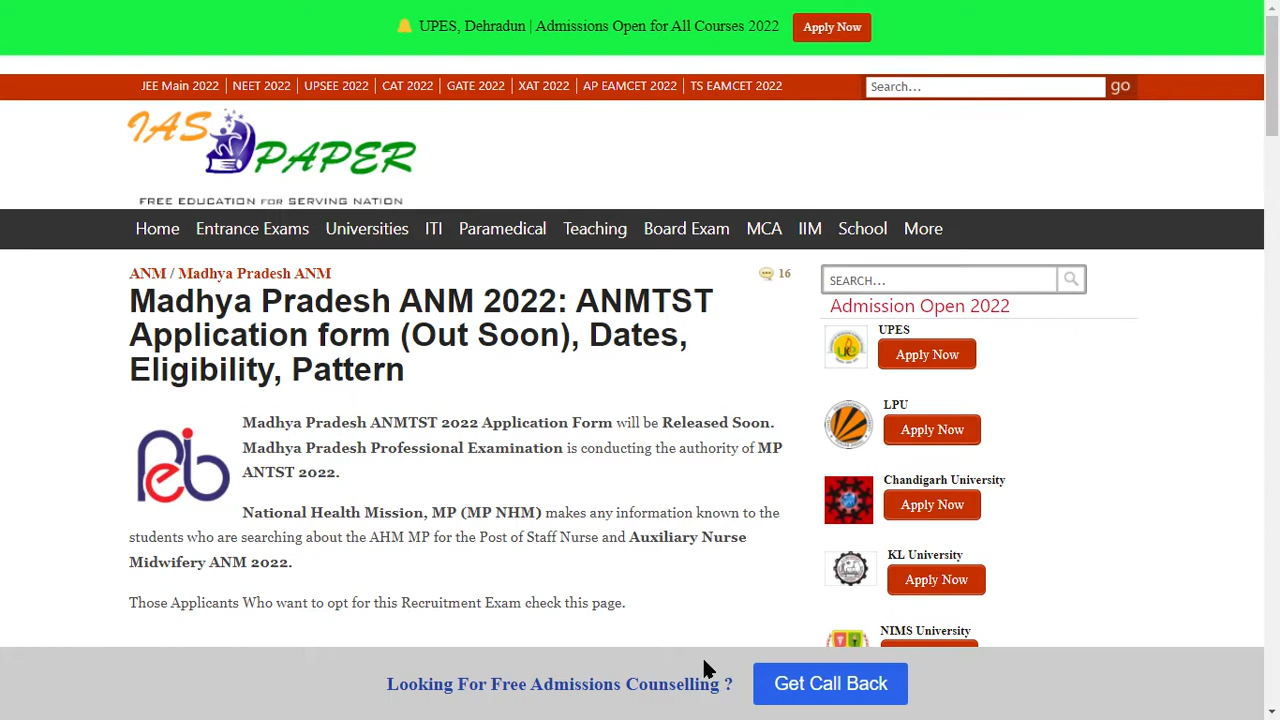 UPES, Dehradun | Admissions Open for All Courses 2022 Apply Now
JEE Main 2022 NEET 2022 UPSEE 2022 CAT 2022 GATE 2022 XAT 2022 AP EAMCET 2022 TS EAMCET 2022 Search... go
IAS PAPER
FREE EDUCATION FOR SERVING NATION
Home Entrance Exams Universities ITI Paramedical Teaching Board Exam MCA IIM School More
ANM / Madhya Pradesh ANM 16
Madhya Pradesh ANM 2022: ANMTST
Application form (Out Soon), Dates,
Eligibility, Pattern
Peb
Madhya Pradesh ANMTST 2022 Application Form will be Released Soon.
Madhya Pradesh Professional Examination is conducting the authority of MP
ANTST 2022.
National Health Mission, MP (MP NHM) makes any information known to the
students who are searching about the AHM MP for the Post of Staff Nurse and Auxiliary Nurse
Midwifery ANM 2022.
Those Applicants Who want to opt for this Recruitment Exam check this page.
SEARCH...
Admission Open 2022
UPES
Apply Now
LPU
Apply Now
Chandigarh University
Apply Now
KL University
Apply Now
NIMS University
Looking For Free Admissions Counselling ? Get Call Back